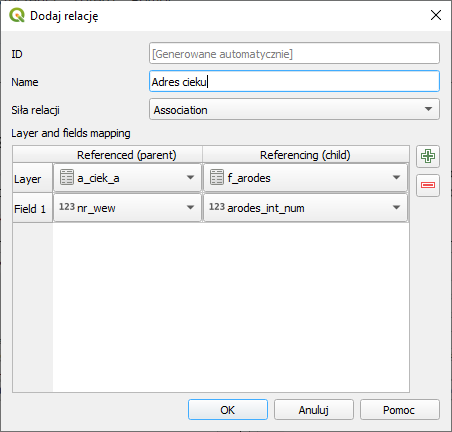 Dodaj relację
ID [Generowane automatycznie]
Name Adres cieku
Siła relacji Association
Layer and fields mapping
Referenced (parent) Referencing (child)
Layer a_ciek_a f_arodes
Field 1 123 nr_wew 123 arodes_int_num
OK Anuluj Pomoc